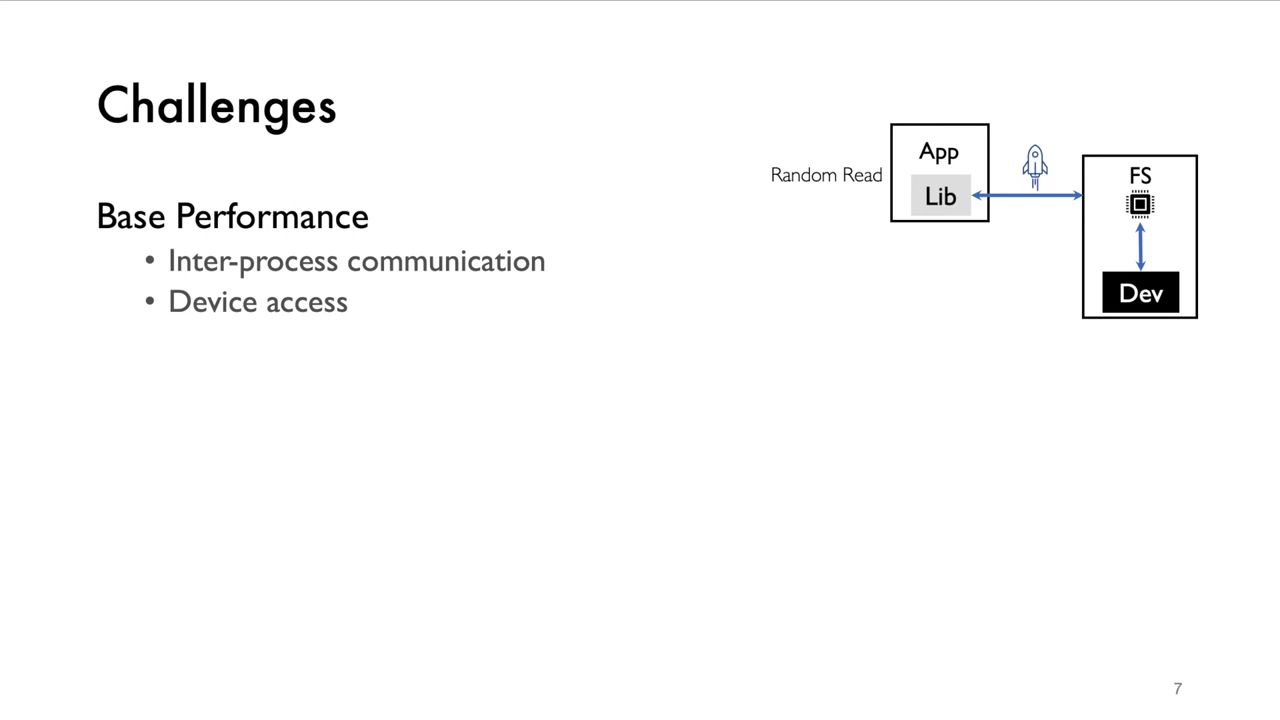 Challenges
Base Performance
• Inter-process communication
• Device access
Random Read
App
Lib
FS
Dev
7